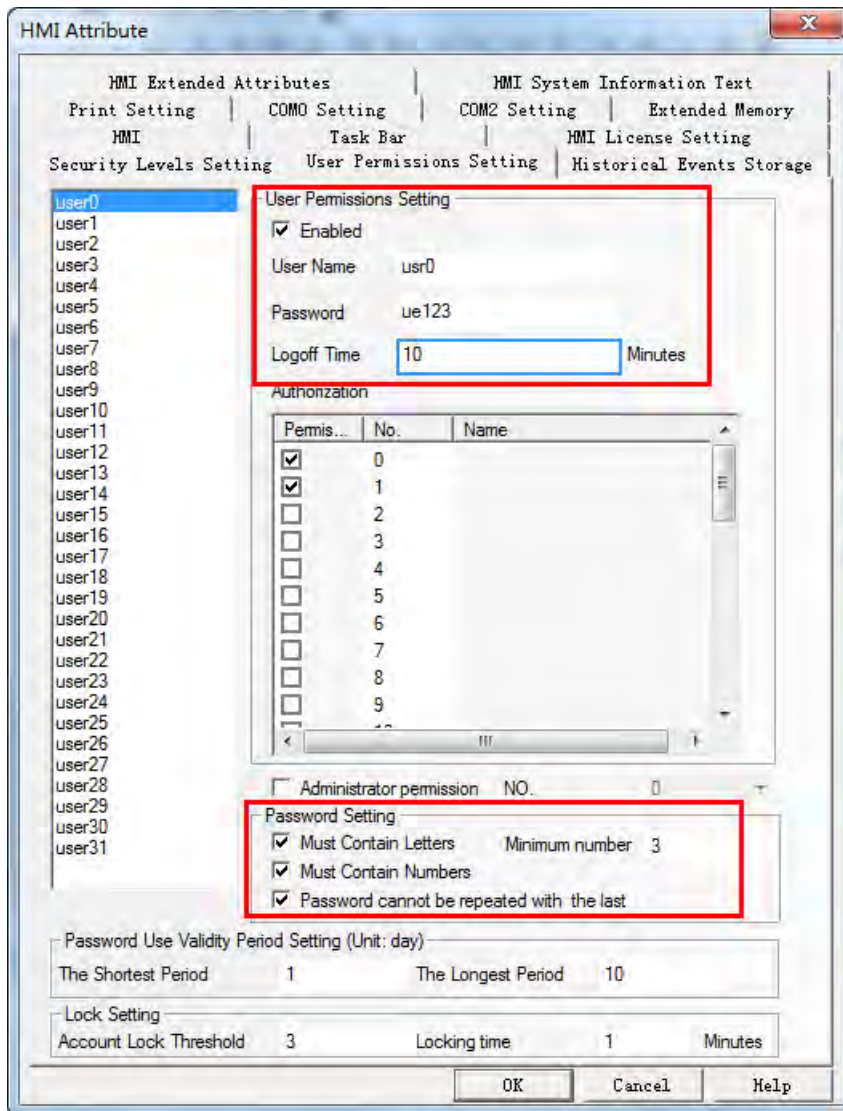 HMI Attribute
HMI Extended Attributes HMI System Information Text
Print Setting COM0 Setting COM2 Setting Extended Memory
HMI Task Bar HMI License Setting
Security Levels Setting User Permissions Setting Historical Events Storage
user0
user1
user2
user3
user4
user5
user6
user7
user8
user9
user10
user11
user12
user13
user14
user15
user16
user17
user18
user19
user20
user21
user22
user23
user24
user25
user26
user27
user28
user29
user30
user31
User Permissions Setting
Enabled
User Name usr0
Password ue123
Logoff Time 10 Minutes
Authorization
Permis... No. Name
0
1
2
3
4
5
6
7
8
9
Administrator permission NO. 0
Password Setting
Must Contain Letters Minimum number 3
Must Contain Numbers
Password cannot be repeated with the last
Password Use Validity Period Setting (Unit: day)
The Shortest Period 1 The Longest Period 10
Lock Setting
Account Lock Threshold 3 Locking time 1 Minutes
OK Cancel Help